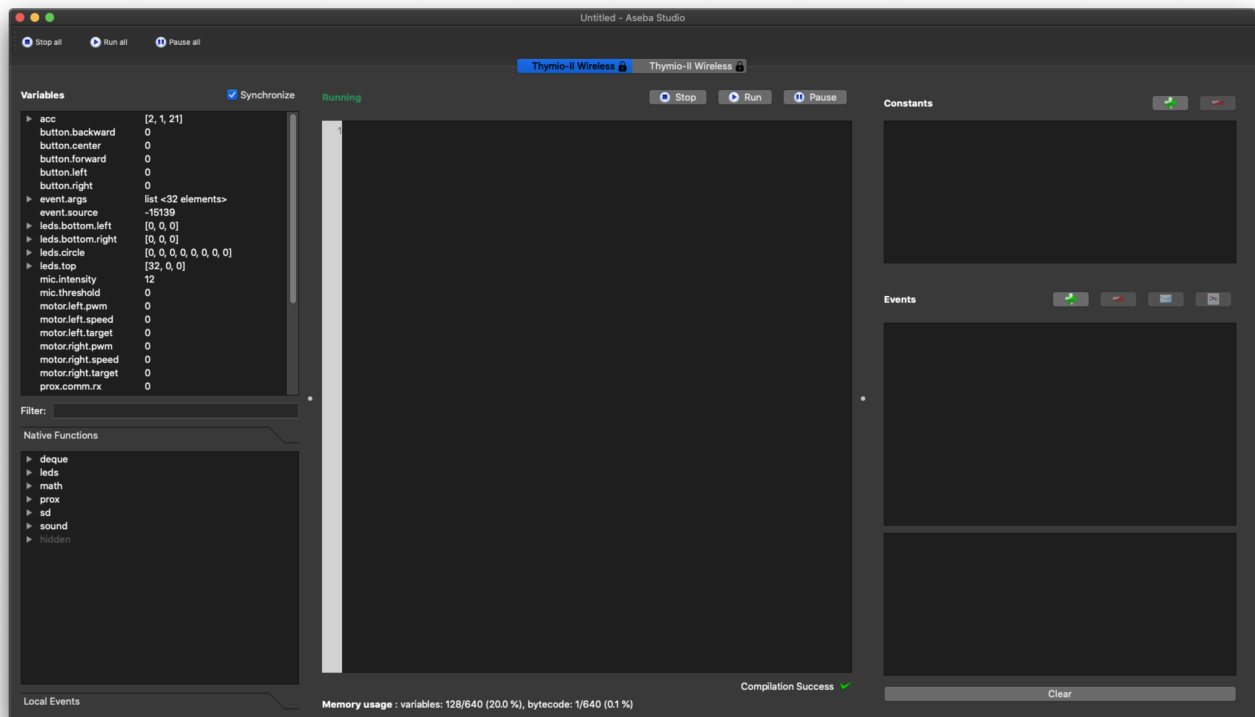 Untitled - Aseba Studio
Stop all Run all Pause all
Thymio-II Wireless Thymio-II Wireless
Variables Synchronize
acc [2, 1, 21]
button.backward 0
button.center 0
button.forward 0
button.left 0
button.right 0
event.args list <32 elements>
event.source -15139
leds.bottom.left [0, 0, 0]
leds.bottom.right [0, 0, 0]
leds.circle [0, 0, 0, 0, 0, 0, 0, 0]
leds.top [32, 0, 0]
mic.intensity 12
mic.threshold 0
motor.left.pwm 0
motor.left.speed 0
motor.left.target 0
motor.right.pwm 0
motor.right.speed 0
motor.right.target 0
prox.comm.rx 0
Filter:
Native Functions
deque
leds
math
prox
sd
sound
hidden
Local Events
Running Stop Run Pause
1
Compilation Success
Memory usage : variables: 128/640 (20.0 %), bytecode: 1/640 (0.1 %)
Constants
Events
Clear